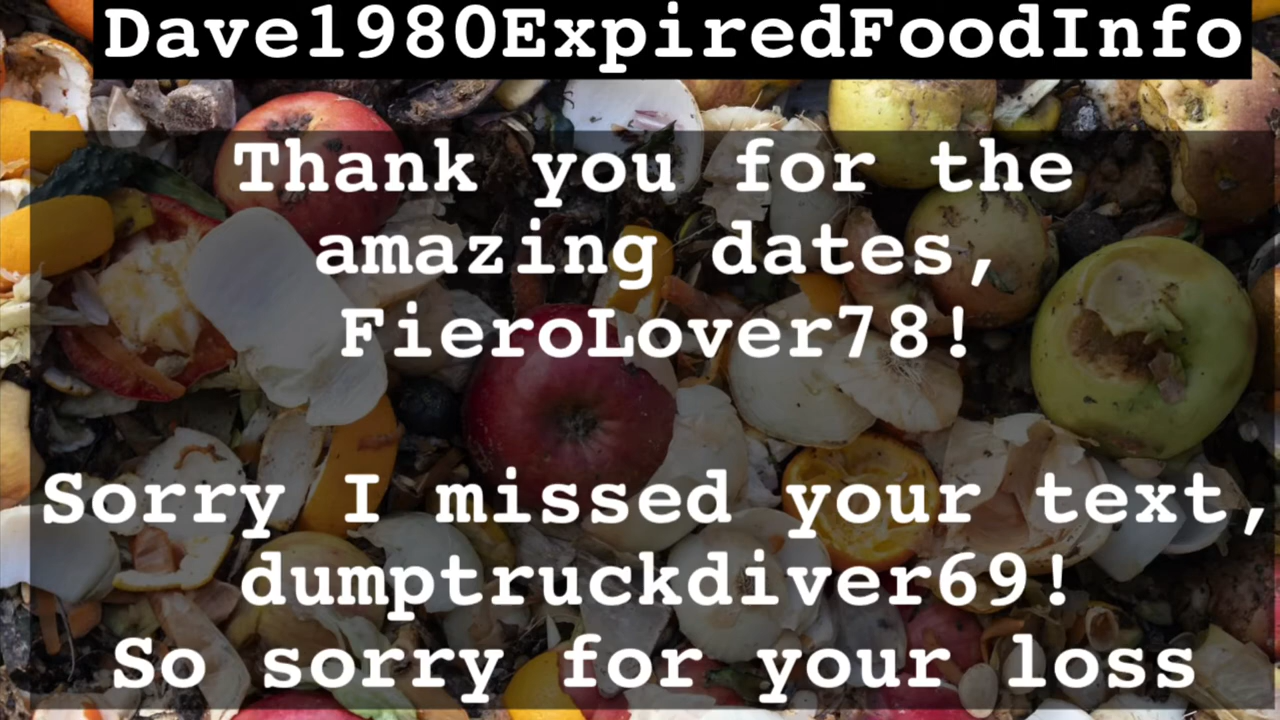 Dave1980ExpiredFoodInfo
Thank you for the
amazing dates,
FieroLover78!
Sorry I missed your text,
dumptruckdiver69!
So sorry for your loss